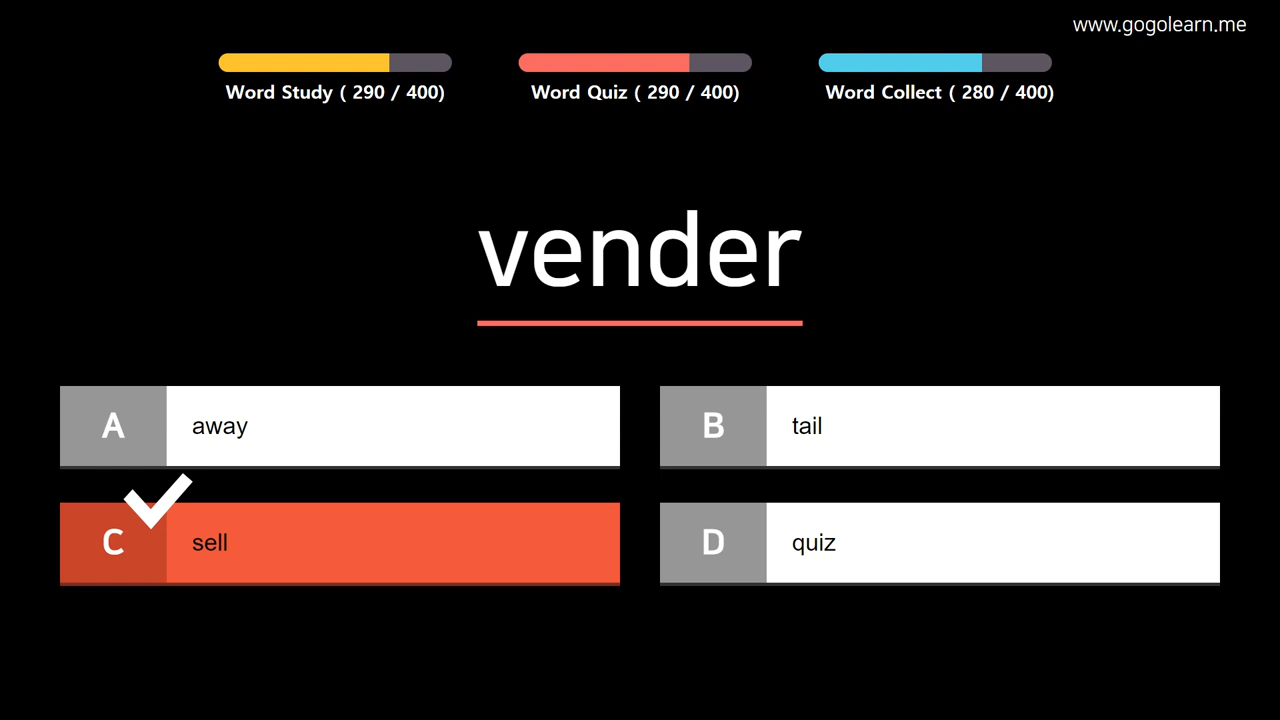 www.gogolearn.me
Word Study ( 290 / 400)
Word Quiz ( 290 / 400)
Word Collect ( 280 / 400)
vender
A away
B tail
C sell
D quiz